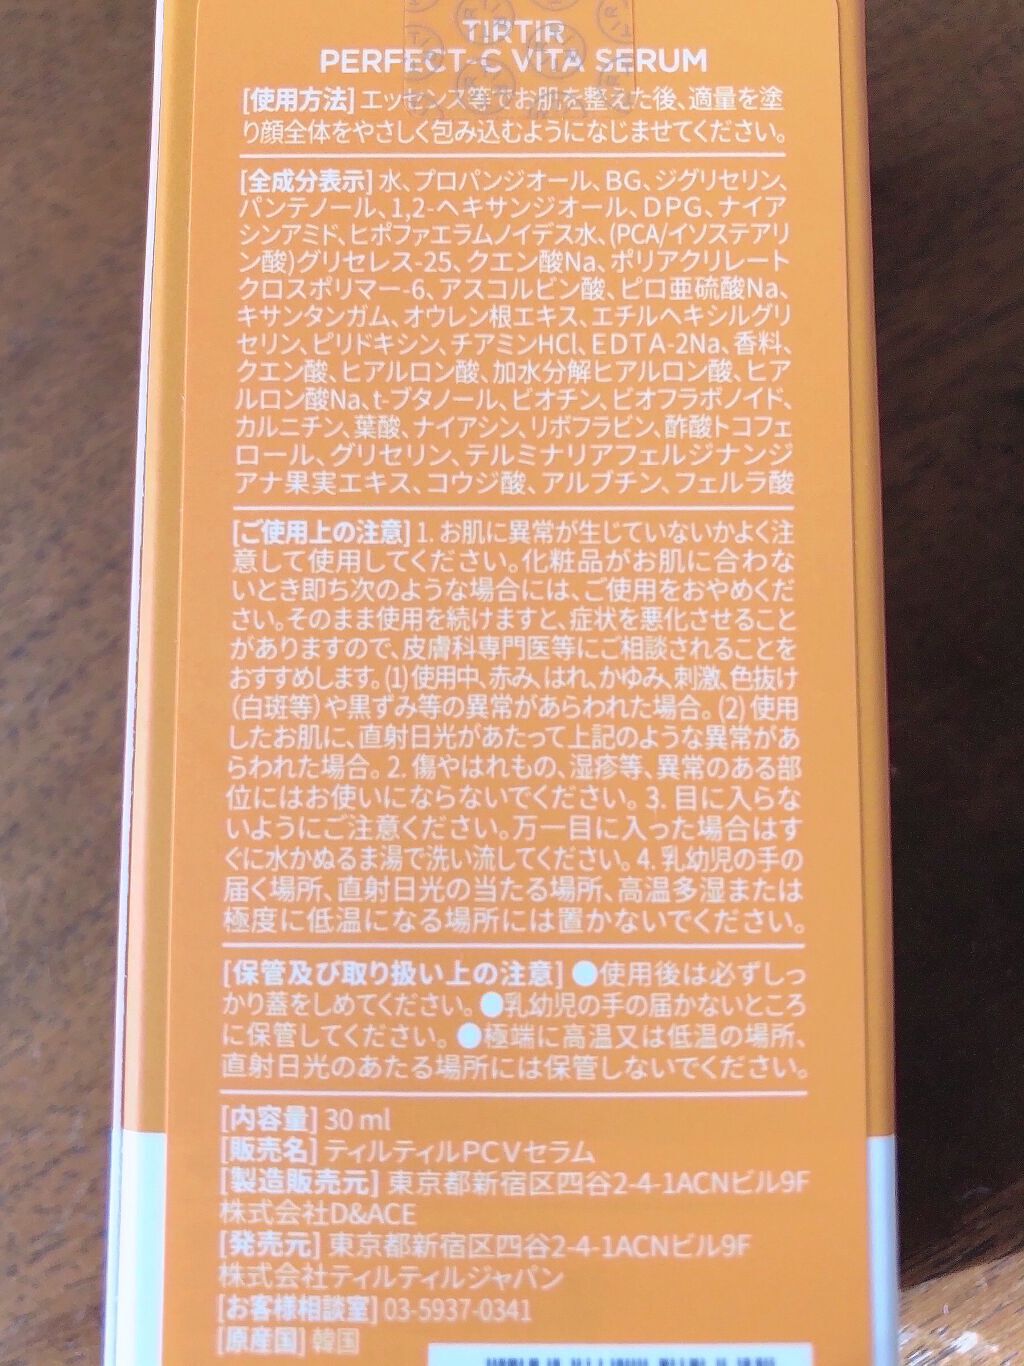 TIRTIR
PERFECT-C VITA SERUM
[使用方法] エッセンス等でお肌を整えた後、適量を塗
り顔全体をやさしく包み込むようになじませてください。
[全成分表示] 水、プロパンジオール、BG、ジグリセリン、
パンテノール、1,2-ヘキサンジオール、DPG、ナイア
シンアミド、ヒポファエラムノイデス水、(PCA/イソステアリ
ン酸)グリセレス-25、クエン酸Na、ポリアクリレート
クロスポリマー-6、アスコルビン酸、ピロ亜硫酸Na、
キサンタンガム、オウレン根エキス、エチルヘキシルグリ
セリン、ピリドキシン、チアミンHCl、EDTA-2Na、香料、
クエン酸、ヒアルロン酸、加水分解ヒアルロン酸、ヒア
ルロン酸Na、t-ブタノール、ビオチン、ビオフラボノイド、
カルニチン、葉酸、ナイアシン、リボフラビン、酢酸トコフェ
ロール、グリセリン、テルミナリアフェルジナンジ
アナ果実エキス、コウジ酸、アルブチン、フェルラ酸
[ご使用上の注意] 1. お肌に異常が生じていないかよく注
意して使用してください。化粧品がお肌に合わな
いとき即ち次のような場合には、ご使用をおやめくだ
さい。そのまま使用を続けますと、症状を悪化させること
がありますので、皮膚科専門医等にご相談されることを
おすすめします。(1)使用中、赤み、はれ、かゆみ、刺激、色抜け
(白斑等)や黒ずみ等の異常があらわれた場合。(2) 使用
したお肌に、直射日光があたって上記のような異常があ
らわれた場合。2. 傷やはれもの、湿疹等、異常のある部
位にはお使いにならないでください。3. 目に入らな
いようにご注意ください。万一目に入った場合はす
ぐに水かぬるま湯で洗い流してください。4. 乳幼児の手の
届く場所、直射日光の当たる場所、高温多湿または
極度に低温になる場所には置かないでください。
[保管及び取り扱い上の注意] ●使用後は必ずしっ
かり蓋をしめてください。●乳幼児の手の届かないところ
に保管してください。●極端に高温又は低温の場所、
直射日光のあたる場所には保管しないでください。
[内容量] 30 ml
[販売名] ティルティルPCVセラム
[製造販売元] 東京都新宿区四谷2-4-1ACNビル9F
株式会社D&ACE
[発売元] 東京都新宿区四谷2-4-1ACNビル9F
株式会社ティルティルジャパン
[お客様相談室] 03-5937-0341
[原産国] 韓国